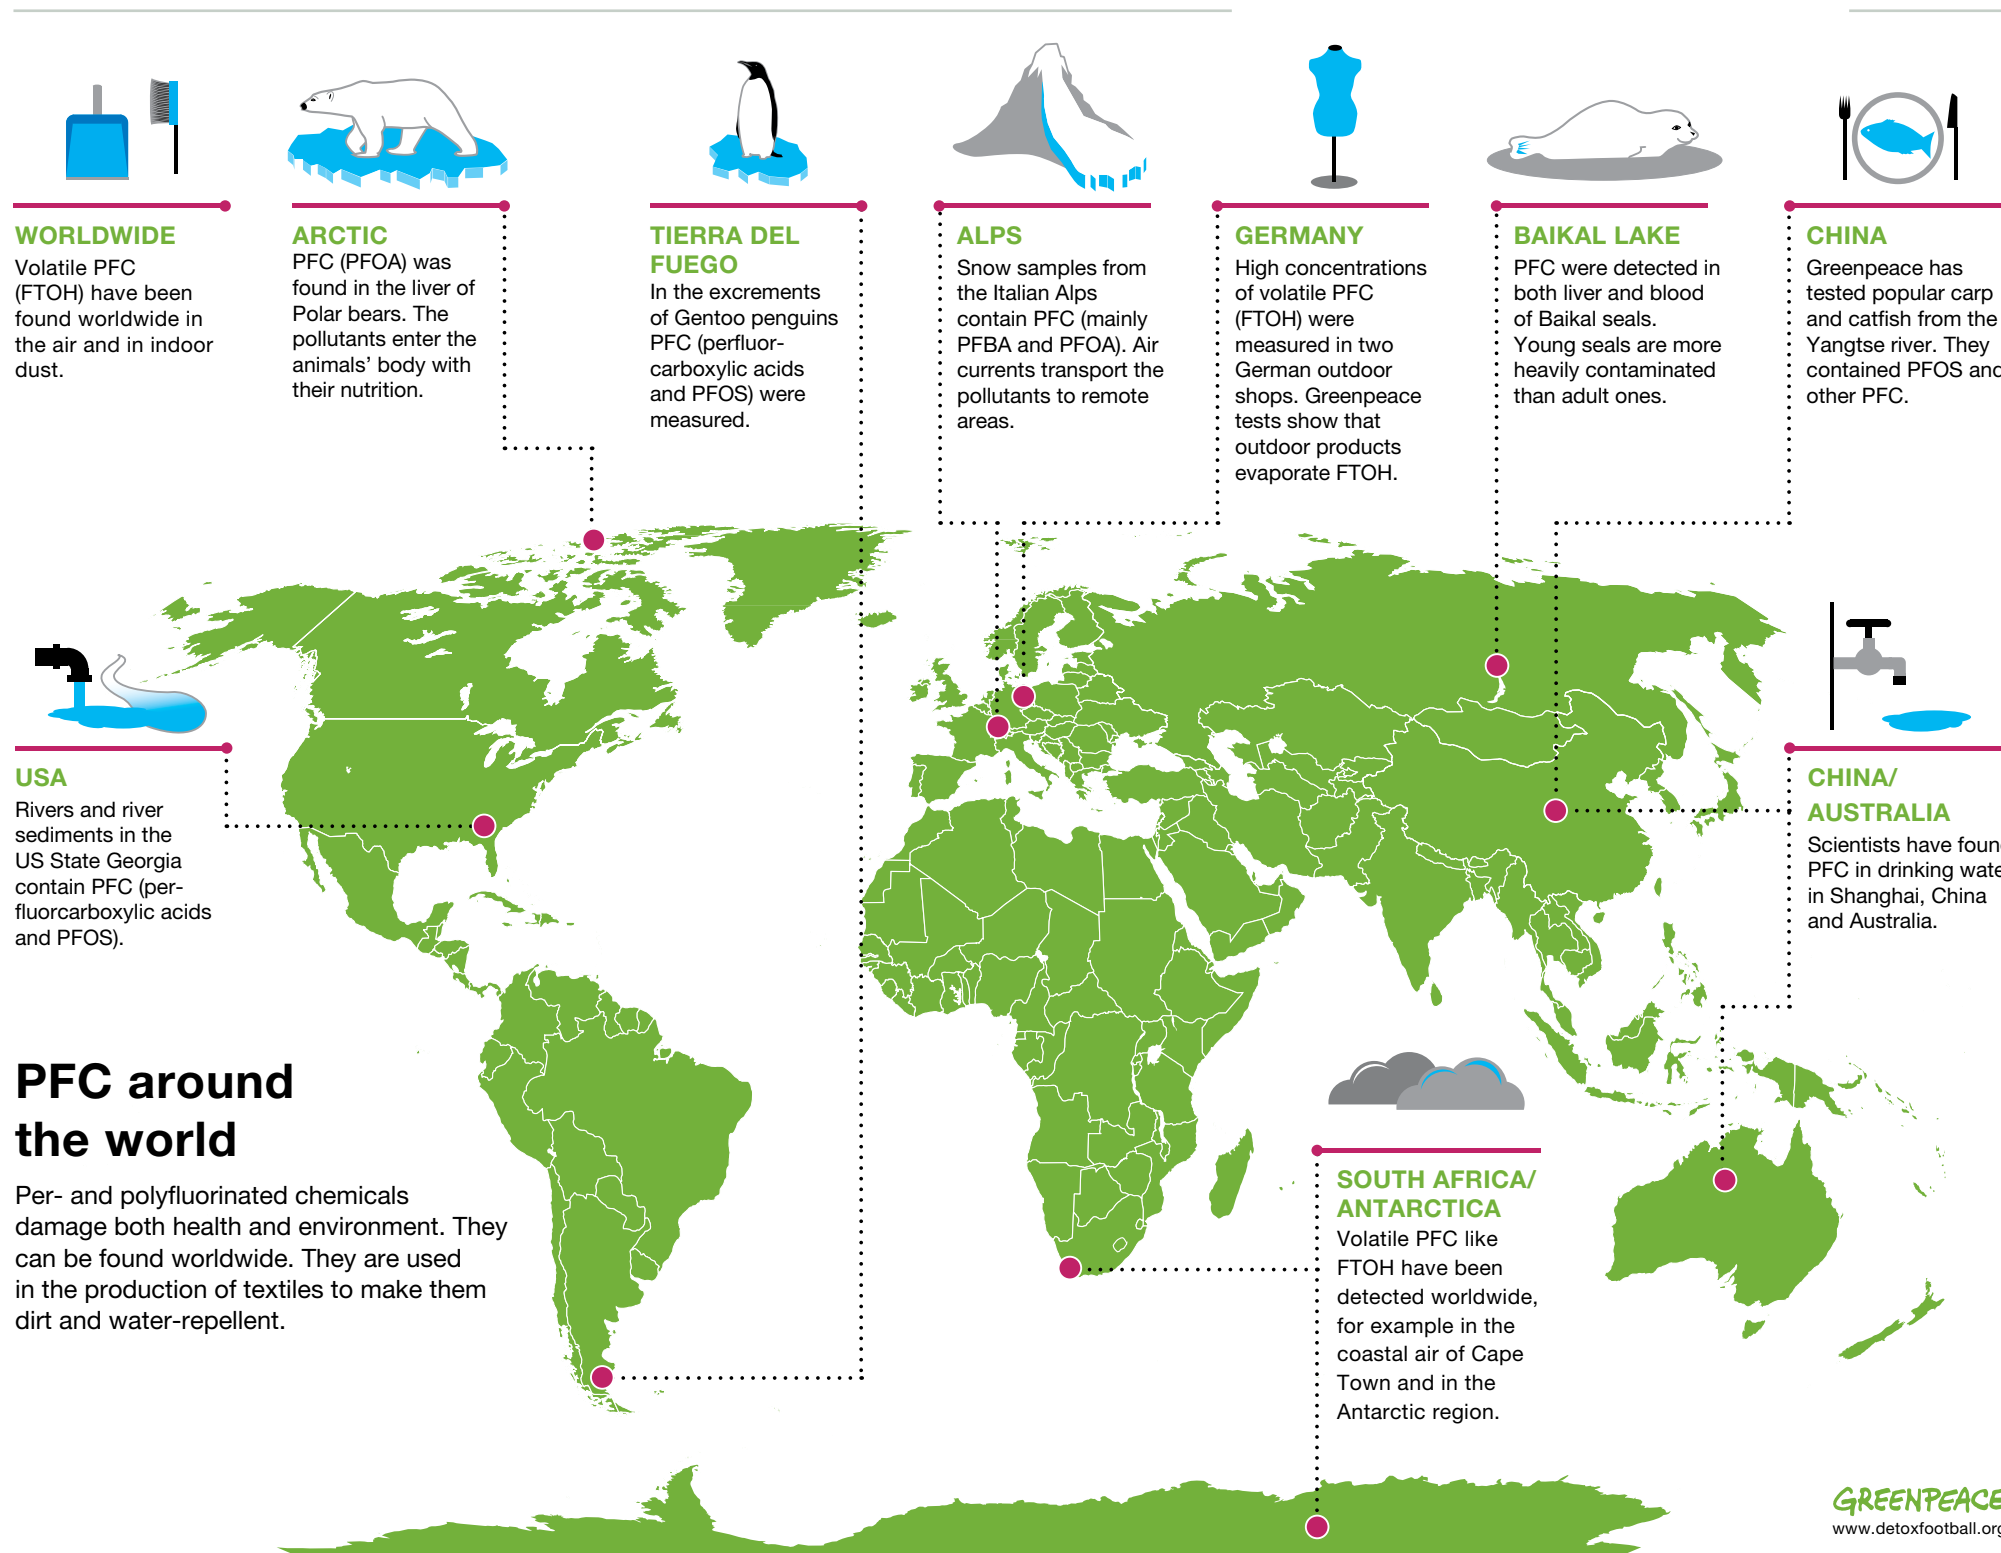 WORLDWIDE
Volatile PFC
(FTOH) have been
found worldwide in
the air and in indoor
dust.
ARCTIC
PFC (PFOA) was
found in the liver of
Polar bears. The
pollutants enter the
animals’ body with
their nutrition.
TIERRA DEL
FUEGO
In the excrements
of Gentoo penguins
PFC (perfluor-
carboxylic acids
and PFOS) were
measured.
ALPS
Snow samples from
the Italian Alps
contain PFC (mainly
PFBA and PFOA). Air
currents transport the
pollutants to remote
areas.
GERMANY
High concentrations
of volatile PFC
(FTOH) were
measured in two
German outdoor
shops. Greenpeace
tests show that
outdoor products
evaporate FTOH.
BAIKAL LAKE
PFC were detected in
both liver and blood
of Baikal seals.
Young seals are more
heavily contaminated
than adult ones.
CHINA
Greenpeace has
tested popular carp
and catfish from the
Yangtse river. They
contained PFOS and
other PFC.
USA
Rivers and river
sediments in the
US State Georgia
contain PFC (per-
fluorcarboxylic acids
and PFOS).
CHINA/
AUSTRALIA
Scientists have foun
PFC in drinking wate
in Shanghai, China
and Australia.
PFC around
the world
Per- and polyfluorinated chemicals
damage both health and environment. They
can be found worldwide. They are used
in the production of textiles to make them
dirt and water-repellent.
SOUTH AFRICA/
ANTARCTICA
Volatile PFC like
FTOH have been
detected worldwide,
for example in the
coastal air of Cape
Town and in the
Antarctic region.
GREENPEACE
www.detoxfootball.org